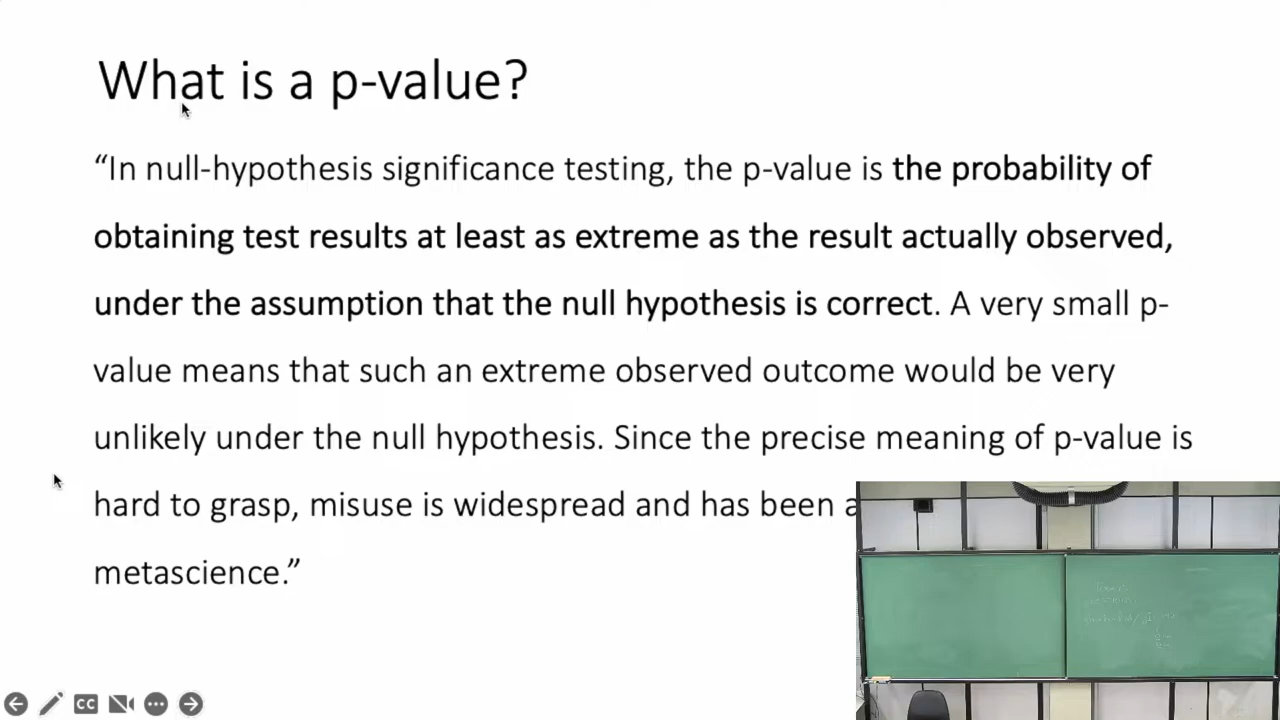 What is a p-value?
“In null-hypothesis significance testing, the p-value is the probability of
obtaining test results at least as extreme as the result actually observed,
under the assumption that the null hypothesis is correct. A very small p-
value means that such an extreme observed outcome would be very
unlikely under the null hypothesis. Since the precise meaning of p-value is
hard to grasp, misuse is widespread and has been a
metascience.”
CC